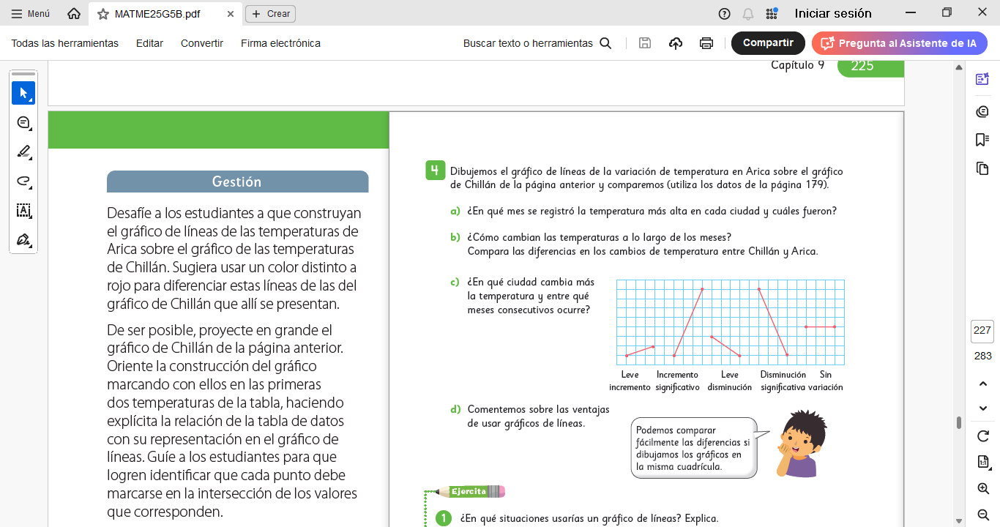 Menú
MATME25G5B.pdf
Crear
Iniciar sesión
Todas las herramientas
Editar
Convertir
Firma electrónica
Buscar texto o herramientas
Compartir
Pregunta al Asistente de IA
Capítulo 9
225
Gestión
Desafíe a los estudiantes a que construyan
el gráfico de líneas de las temperaturas de
Arica sobre el gráfico de las temperaturas
de Chillán. Sugiera usar un color distinto a
rojo para diferenciar estas líneas de las del
gráfico de Chillán que allí se presentan.
De ser posible, proyecte en grande el
gráfico de Chillán de la página anterior.
Oriente la construcción del gráfico
marcando con ellos en las primeras
dos temperaturas de la tabla, haciendo
explícita la relación de la tabla de datos
con su representación en el gráfico de
líneas. Guíe a los estudiantes para que
logren identificar que cada punto debe
marcarse en la intersección de los valores
que corresponden.
4
Dibujemos el gráfico de líneas de la variación de temperatura en Arica sobre el gráfico
de Chillán de la página anterior y comparemos (utiliza los datos de la página 179).
a) ¿En qué mes se registró la temperatura más alta en cada ciudad y cuáles fueron?
b) ¿Cómo cambian las temperaturas a lo largo de los meses?
Compara las diferencias en los cambios de temperatura entre Chillán y Arica.
c) ¿En qué ciudad cambia más
la temperatura y entre qué
meses consecutivos ocurre?
Leve
incremento
Incremento
significativo
Leve
disminución
Disminución
significativa
Sin
variación
d) Comentemos sobre las ventajas
de usar gráficos de líneas.
Podemos comparar
fácilmente las diferencias si
dibujamos los gráficos en
la misma cuadrícula.
Ejercita
1 ¿En qué situaciones usarías un gráfico de líneas? Explica.
227
283